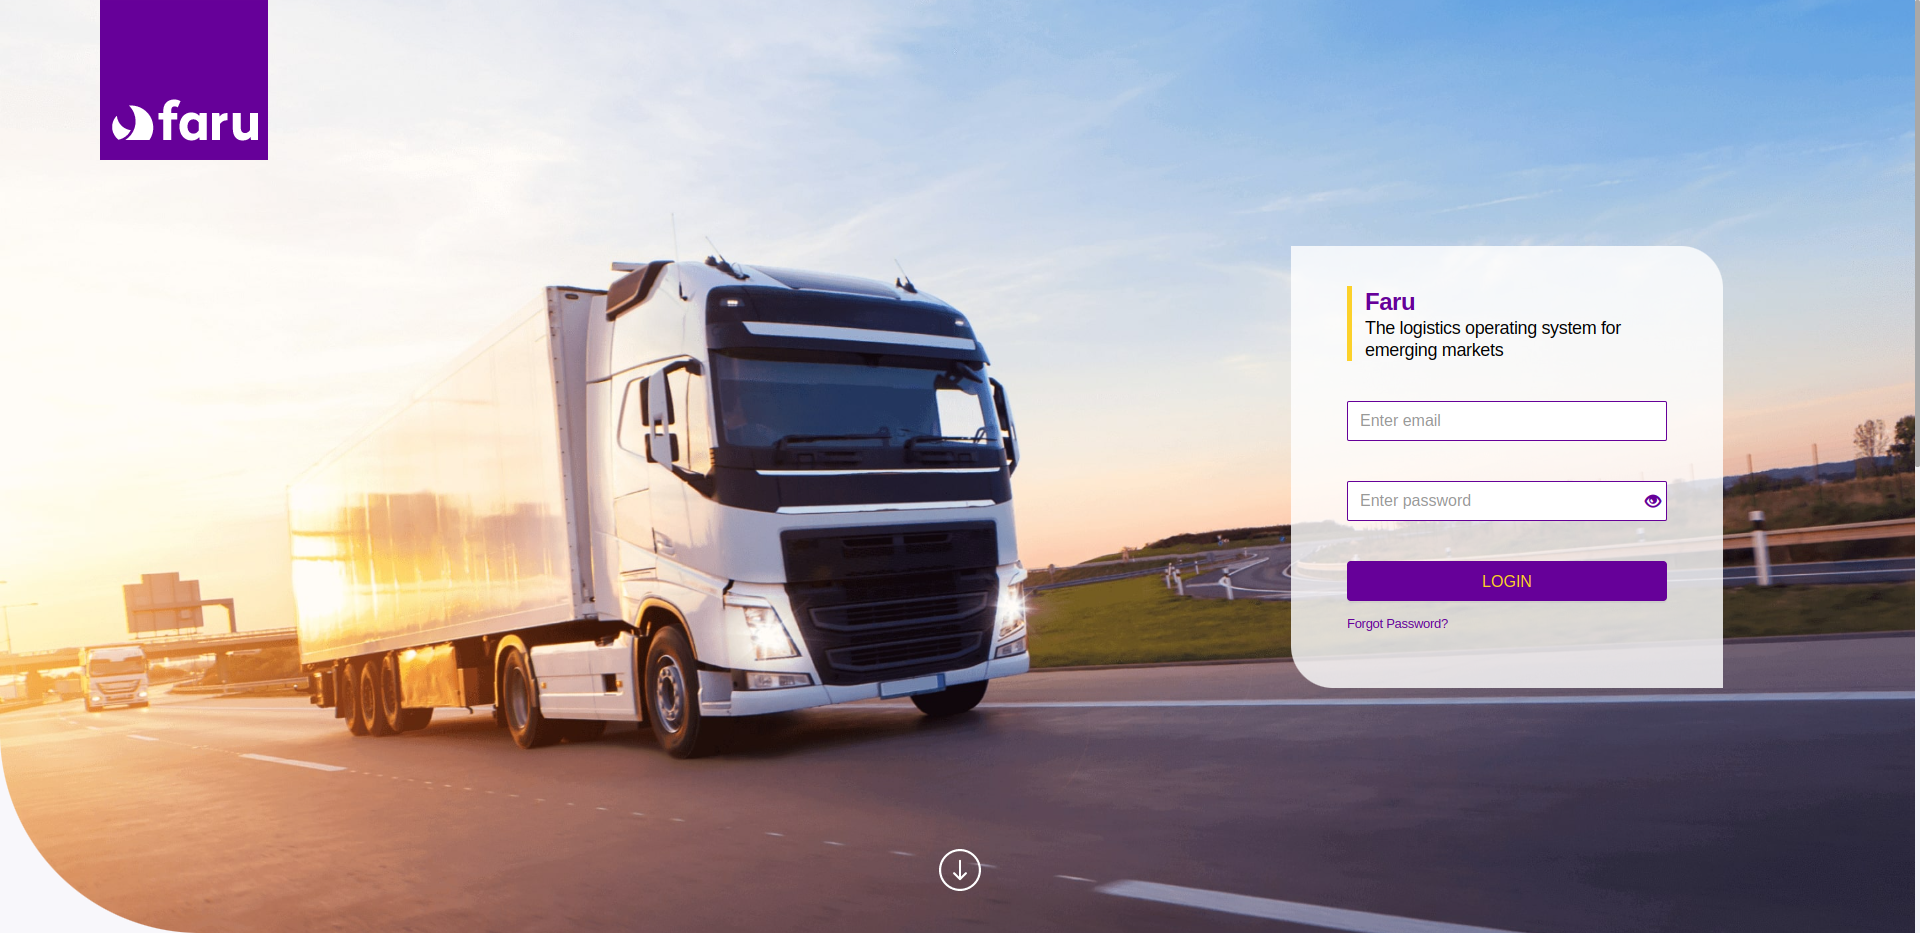 faru
Faru
The logistics operating system for
emerging markets
Enter email
Enter password
LOGIN
Forgot Password?